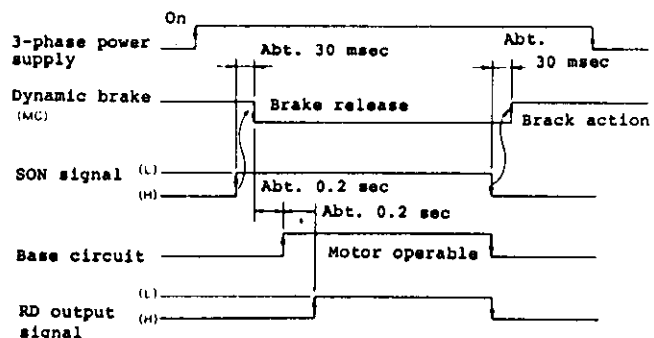 On
3-phase power
supply
Abt. 30 msec
Abt.
30 msec
Dynamic brake
(MC)
Brake release
Brack action
SON signal
(L)
(H)
Abt. 0.2 sec
Abt. 0.2 sec
Base circuit
Motor operable
RD output
signal
(L)
(H)